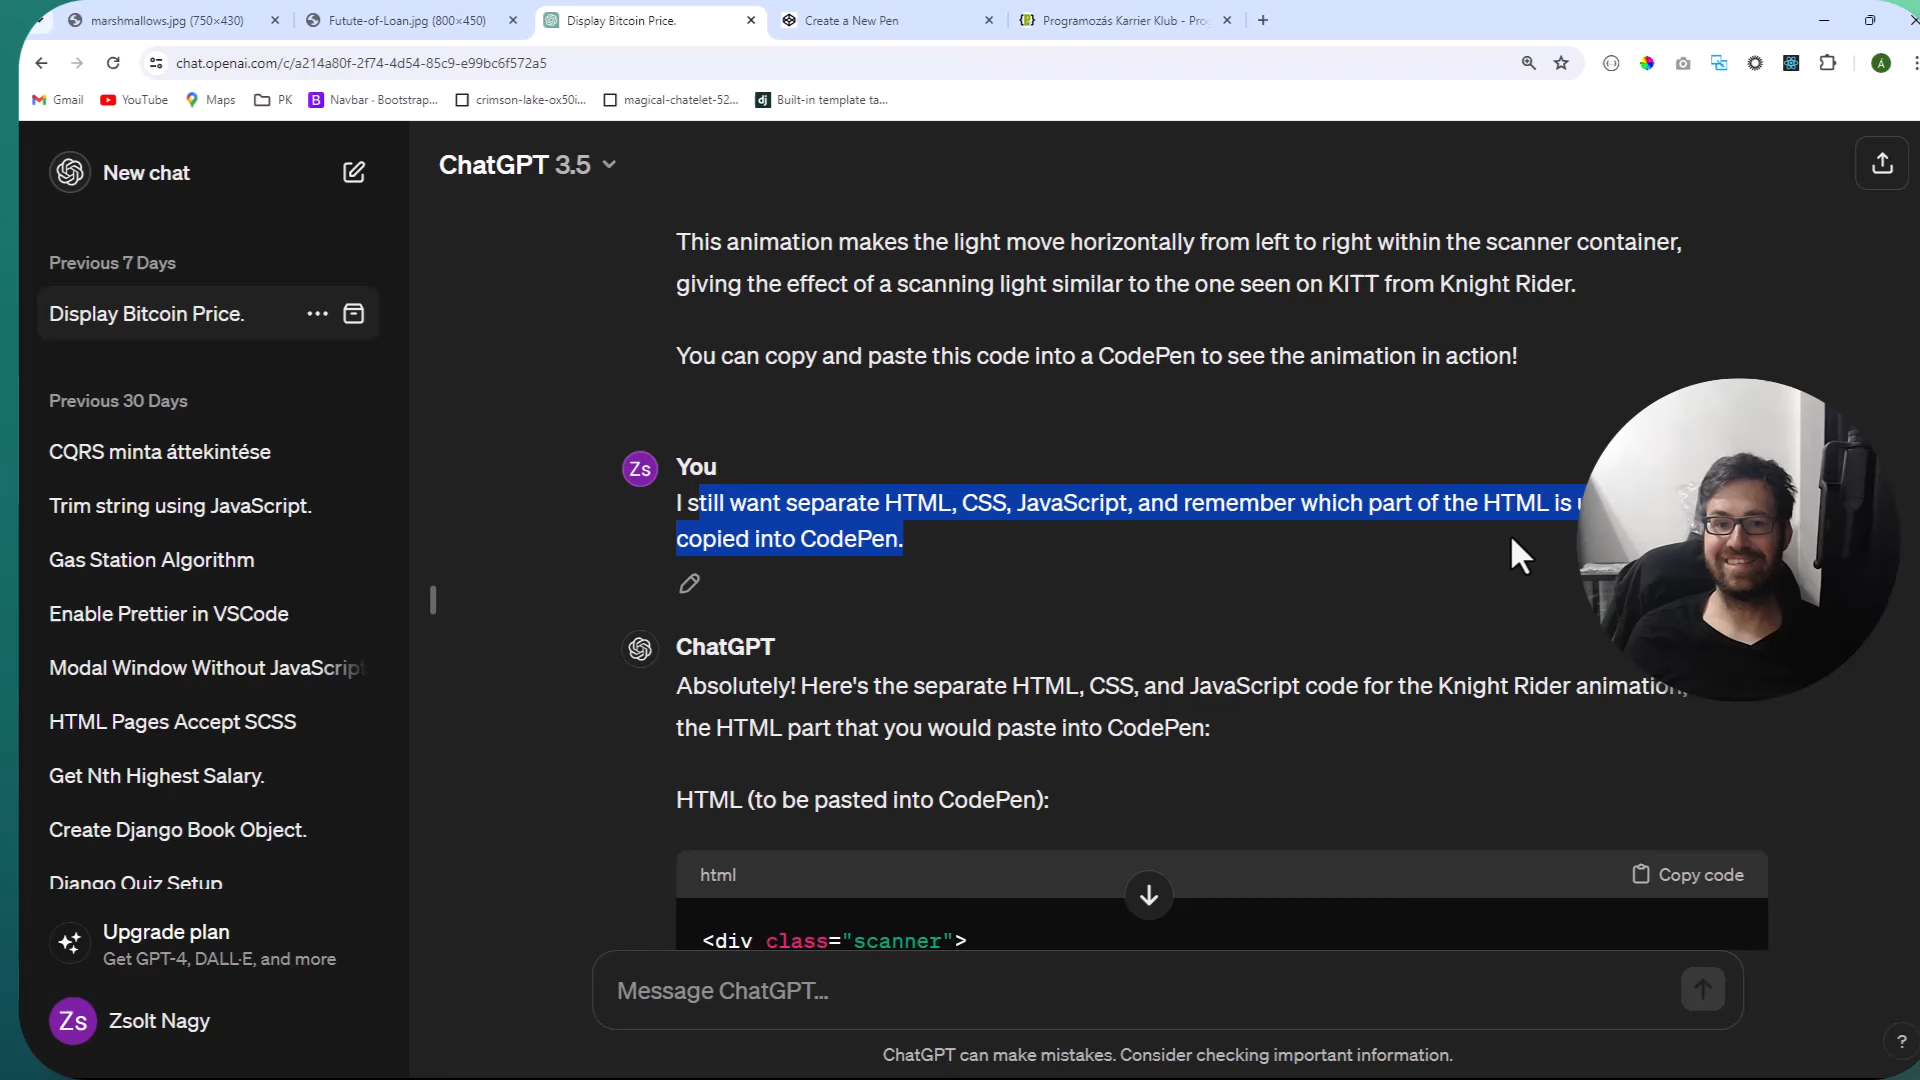 marshmallows.jpg (750×430)
Futute-of-Loan.jpg (800×450)
Display Bitcoin Price.
Create a New Pen
Programozás Karrier Klub - Pro
chat.openai.com/c/a214a80f-2f74-4d54-85c9-e99bc6f572a5
Á
Gmail
YouTube
Maps
PK
B Navbar · Bootstrap...
crimson-lake-ox50i...
magical-chatelet-52...
dj Built-in template ta...
New chat
ChatGPT 3.5
Previous 7 Days
Display Bitcoin Price.
Previous 30 Days
CQRS minta áttekintése
Trim string using JavaScript.
Gas Station Algorithm
Enable Prettier in VSCode
Modal Window Without JavaScript
HTML Pages Accept SCSS
Get Nth Highest Salary.
Create Django Book Object.
Django Quiz Setup
Upgrade plan
Get GPT-4, DALL·E, and more
Zs Zsolt Nagy
This animation makes the light move horizontally from left to right within the scanner container,
giving the effect of a scanning light similar to the one seen on KITT from Knight Rider.
You can copy and paste this code into a CodePen to see the animation in action!
Zs You
I still want separate HTML, CSS, JavaScript, and remember which part of the HTML is
copied into CodePen.
ChatGPT
Absolutely! Here's the separate HTML, CSS, and JavaScript code for the Knight Rider animation,
the HTML part that you would paste into CodePen:
HTML (to be pasted into CodePen):
html
Copy code
<div class="scanner">
Message ChatGPT...
ChatGPT can make mistakes. Consider checking important information.
?